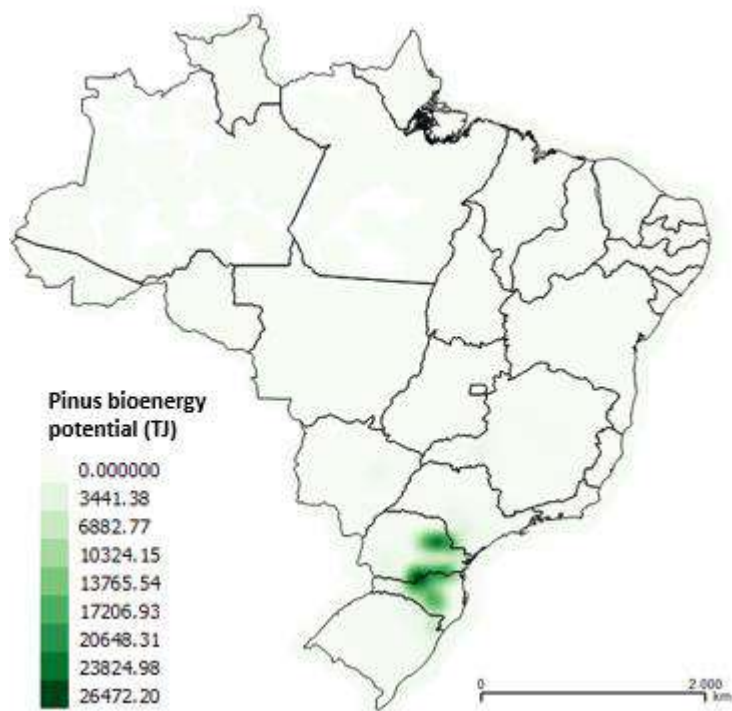 Pinus bioenergy
potential (TJ)
0.000000
3441.38
6882.77
10324.15
13765.54
17206.93
20648.31
23824.98
26472.20
0 2 000
km